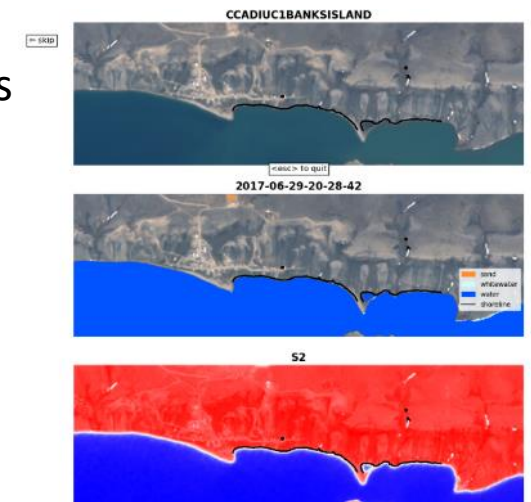 CCADIUC1BANKSISLAND
<- skip
s
<esc> to quit
2017-06-29-20-28-42
sand
whitewater
water
shoreline
S2